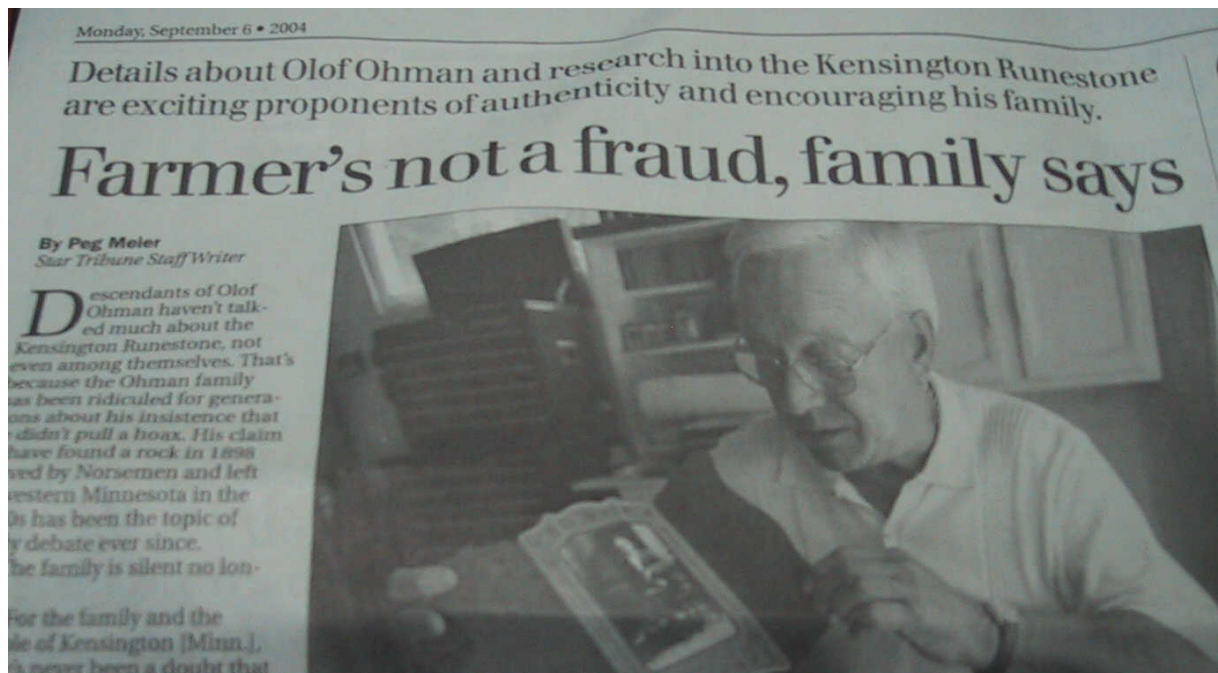 Monday, September 6 • 2004
Details about Olof Ohman and research into the Kensington Runestone
are exciting proponents of authenticity and encouraging his family.
Farmer's not a fraud, family says
By Peg Meier
Star Tribune Staff Writer
Descendants of Olof
Ohman haven't talk-
ed much about the
Kensington Runestone, not
even among themselves. That's
because the Ohman family
has been ridiculed for genera-
ons about his insistence that
didn't pull a hoax. His claim
have found a rock in 1898
ved by Norsemen and left
western Minnesota in the
0s has been the topic of
y debate ever since.
The family is silent no lon-
For the family and the
le of Kensington [Minn.],
s never been a doubt that